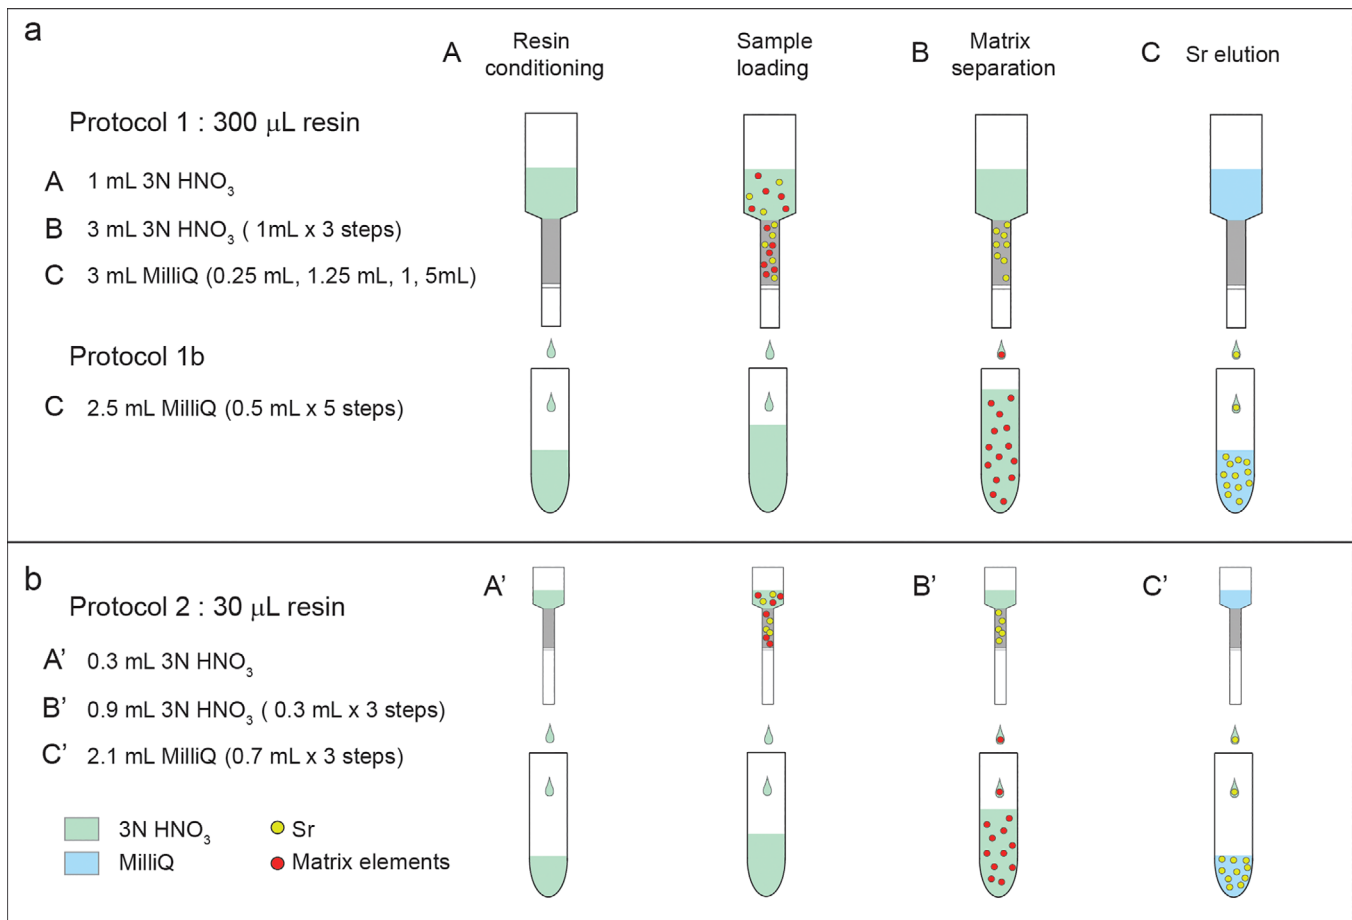 a
A Resin conditioning
Sample loading
B Matrix separation
C Sr elution
Protocol 1 : 300 μL resin
A 1 mL 3N HNO₃
B 3 mL 3N HNO₃ ( 1mL x 3 steps)
C 3 mL MilliQ (0.25 mL, 1.25 mL, 1, 5mL)
Protocol 1b
C 2.5 mL MilliQ (0.5 mL x 5 steps)
b
Protocol 2 : 30 μL resin
A’
B’
C’
A’ 0.3 mL 3N HNO₃
B’ 0.9 mL 3N HNO₃ ( 0.3 mL x 3 steps)
C’ 2.1 mL MilliQ (0.7 mL x 3 steps)
3N HNO₃
Sr
MilliQ
Matrix elements